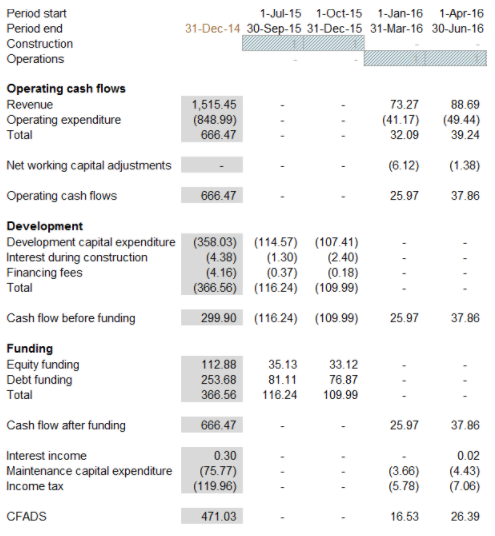 Period start 1-Jul-15 1-Oct-15 1-Jan-16 1-Apr-16
Period end 31-Dec-14 30-Sep-15 31-Dec-15 31-Mar-16 30-Jun-16
Construction - -
Operations - -
Operating cash flows
Revenue 1,515.45 - - 73.27 88.69
Operating expenditure (848.99) - - (41.17) (49.44)
Total 666.47 - - 32.09 39.24
Net working capital adjustments - - - (6.12) (1.38)
Operating cash flows 666.47 - - 25.97 37.86
Development
Development capital expenditure (358.03) (114.57) (107.41) - -
Interest during construction (4.38) (1.30) (2.40) - -
Financing fees (4.16) (0.37) (0.18) - -
Total (366.56) (116.24) (109.99) - -
Cash flow before funding 299.90 (116.24) (109.99) 25.97 37.86
Funding
Equity funding 112.88 35.13 33.12 - -
Debt funding 253.68 81.11 76.87 - -
Total 366.56 116.24 109.99 - -
Cash flow after funding 666.47 - - 25.97 37.86
Interest income 0.30 - - - 0.02
Maintenance capital expenditure (75.77) - - (3.66) (4.43)
Income tax (119.96) - - (5.78) (7.06)
CFADS 471.03 - - 16.53 26.39